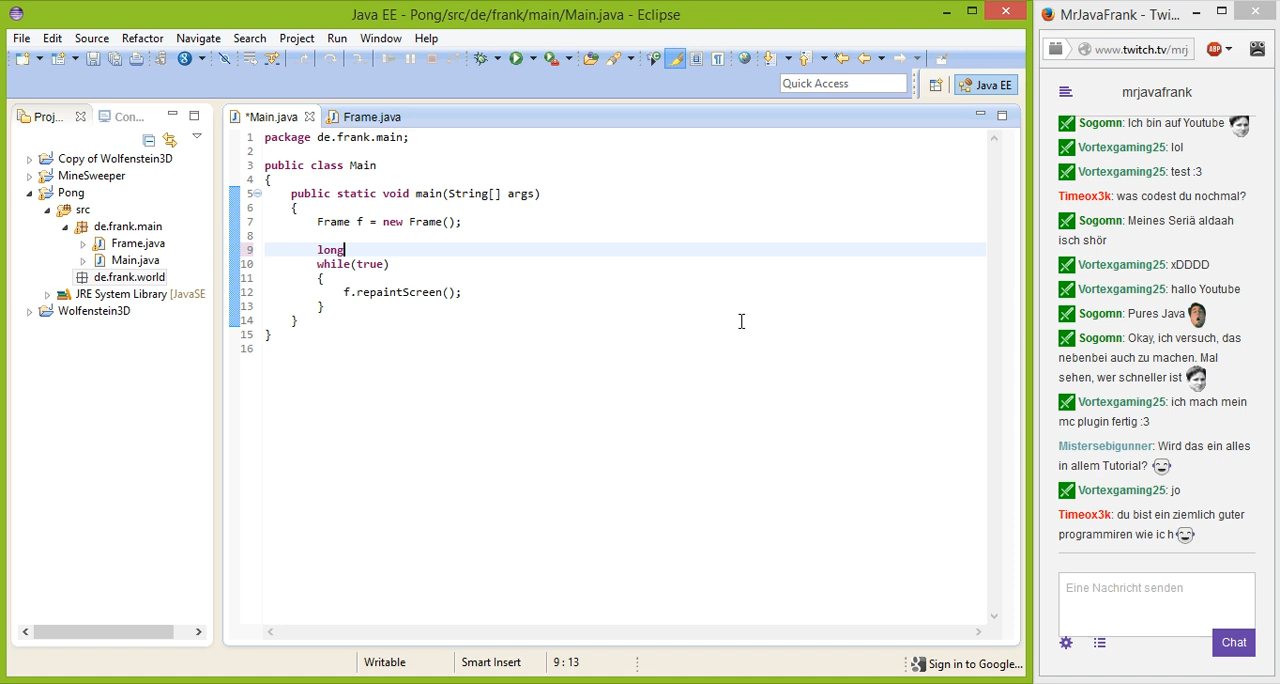 Java EE - Pong/src/de/frank/main/Main.java - Eclipse
File Edit Source Refactor Navigate Search Project Run Window Help
Quick Access
Java EE
Proj...
Con...
Copy of Wolfenstein3D
MineSweeper
Pong
src
de.frank.main
Frame.java
Main.java
de.frank.world
JRE System Library [JavaSE
Wolfenstein3D
*Main.java
Frame.java
1 package de.frank.main;
2
3 public class Main
4 {
5 public static void main(String[] args)
6 {
7 Frame f = new Frame();
8
9 long
10 while(true)
11 {
12 f.repaintScreen();
13 }
14 }
15 }
16
Writable
Smart Insert
9 : 13
Sign in to Google...
MrJavaFrank - Twi...
www.twitch.tv/mrj
ABP
mrjavafrank
Sogomn: Ich bin auf Youtube
Vortexgaming25: lol
Vortexgaming25: test :3
Timeox3k: was codest du nochmal?
Sogomn: Meines Seriä aldaah
isch shör
Vortexgaming25: xDDDD
Vortexgaming25: hallo Youtube
Sogomn: Pures Java
Sogomn: Okay, ich versuch, das
nebenbei auch zu machen. Mal
sehen, wer schneller ist
Vortexgaming25: ich mach mein
mc plugin fertig :3
Mistersebigunner: Wird das ein alles
in allem Tutorial?
Vortexgaming25: jo
Timeox3k: du bist ein ziemlich guter
programmiren wie ic h
Eine Nachricht senden
Chat